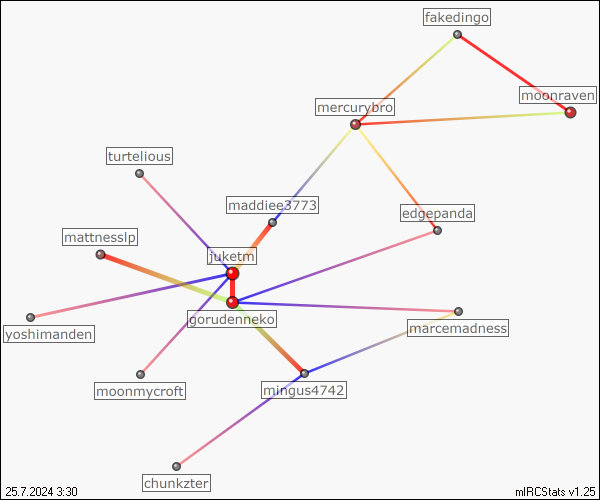 fakedingo
moonraven
mercurybro
turtelious
maddiee3773
edgepanda
mattnesslp
juketm
gorudenneko
yoshimanden
marcemadness
moonmycroft
mingus4742
chunkzter
25.7.2024 3:30
mIRCStats v1.25